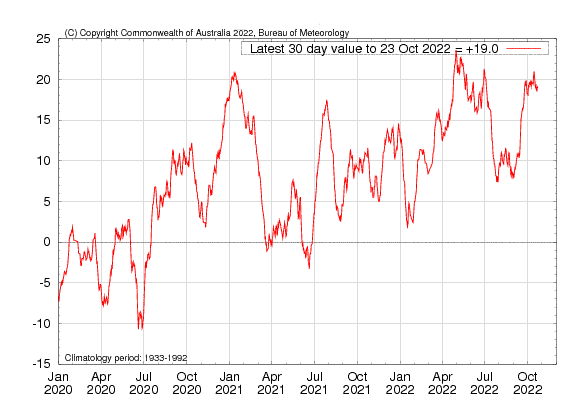 (C) Copyright Commonwealth of Australia 2022, Bureau of Meteorology
Latest 30 day value to 23 Oct 2022 = +19.0
25
20
15
10
5
0
-5
-10
-15
Climatology period: 1933-1992
Jan Apr Jul Oct Jan Apr Jul Oct Jan Apr Jul Oct
2020 2020 2020 2020 2021 2021 2021 2021 2022 2022 2022 2022